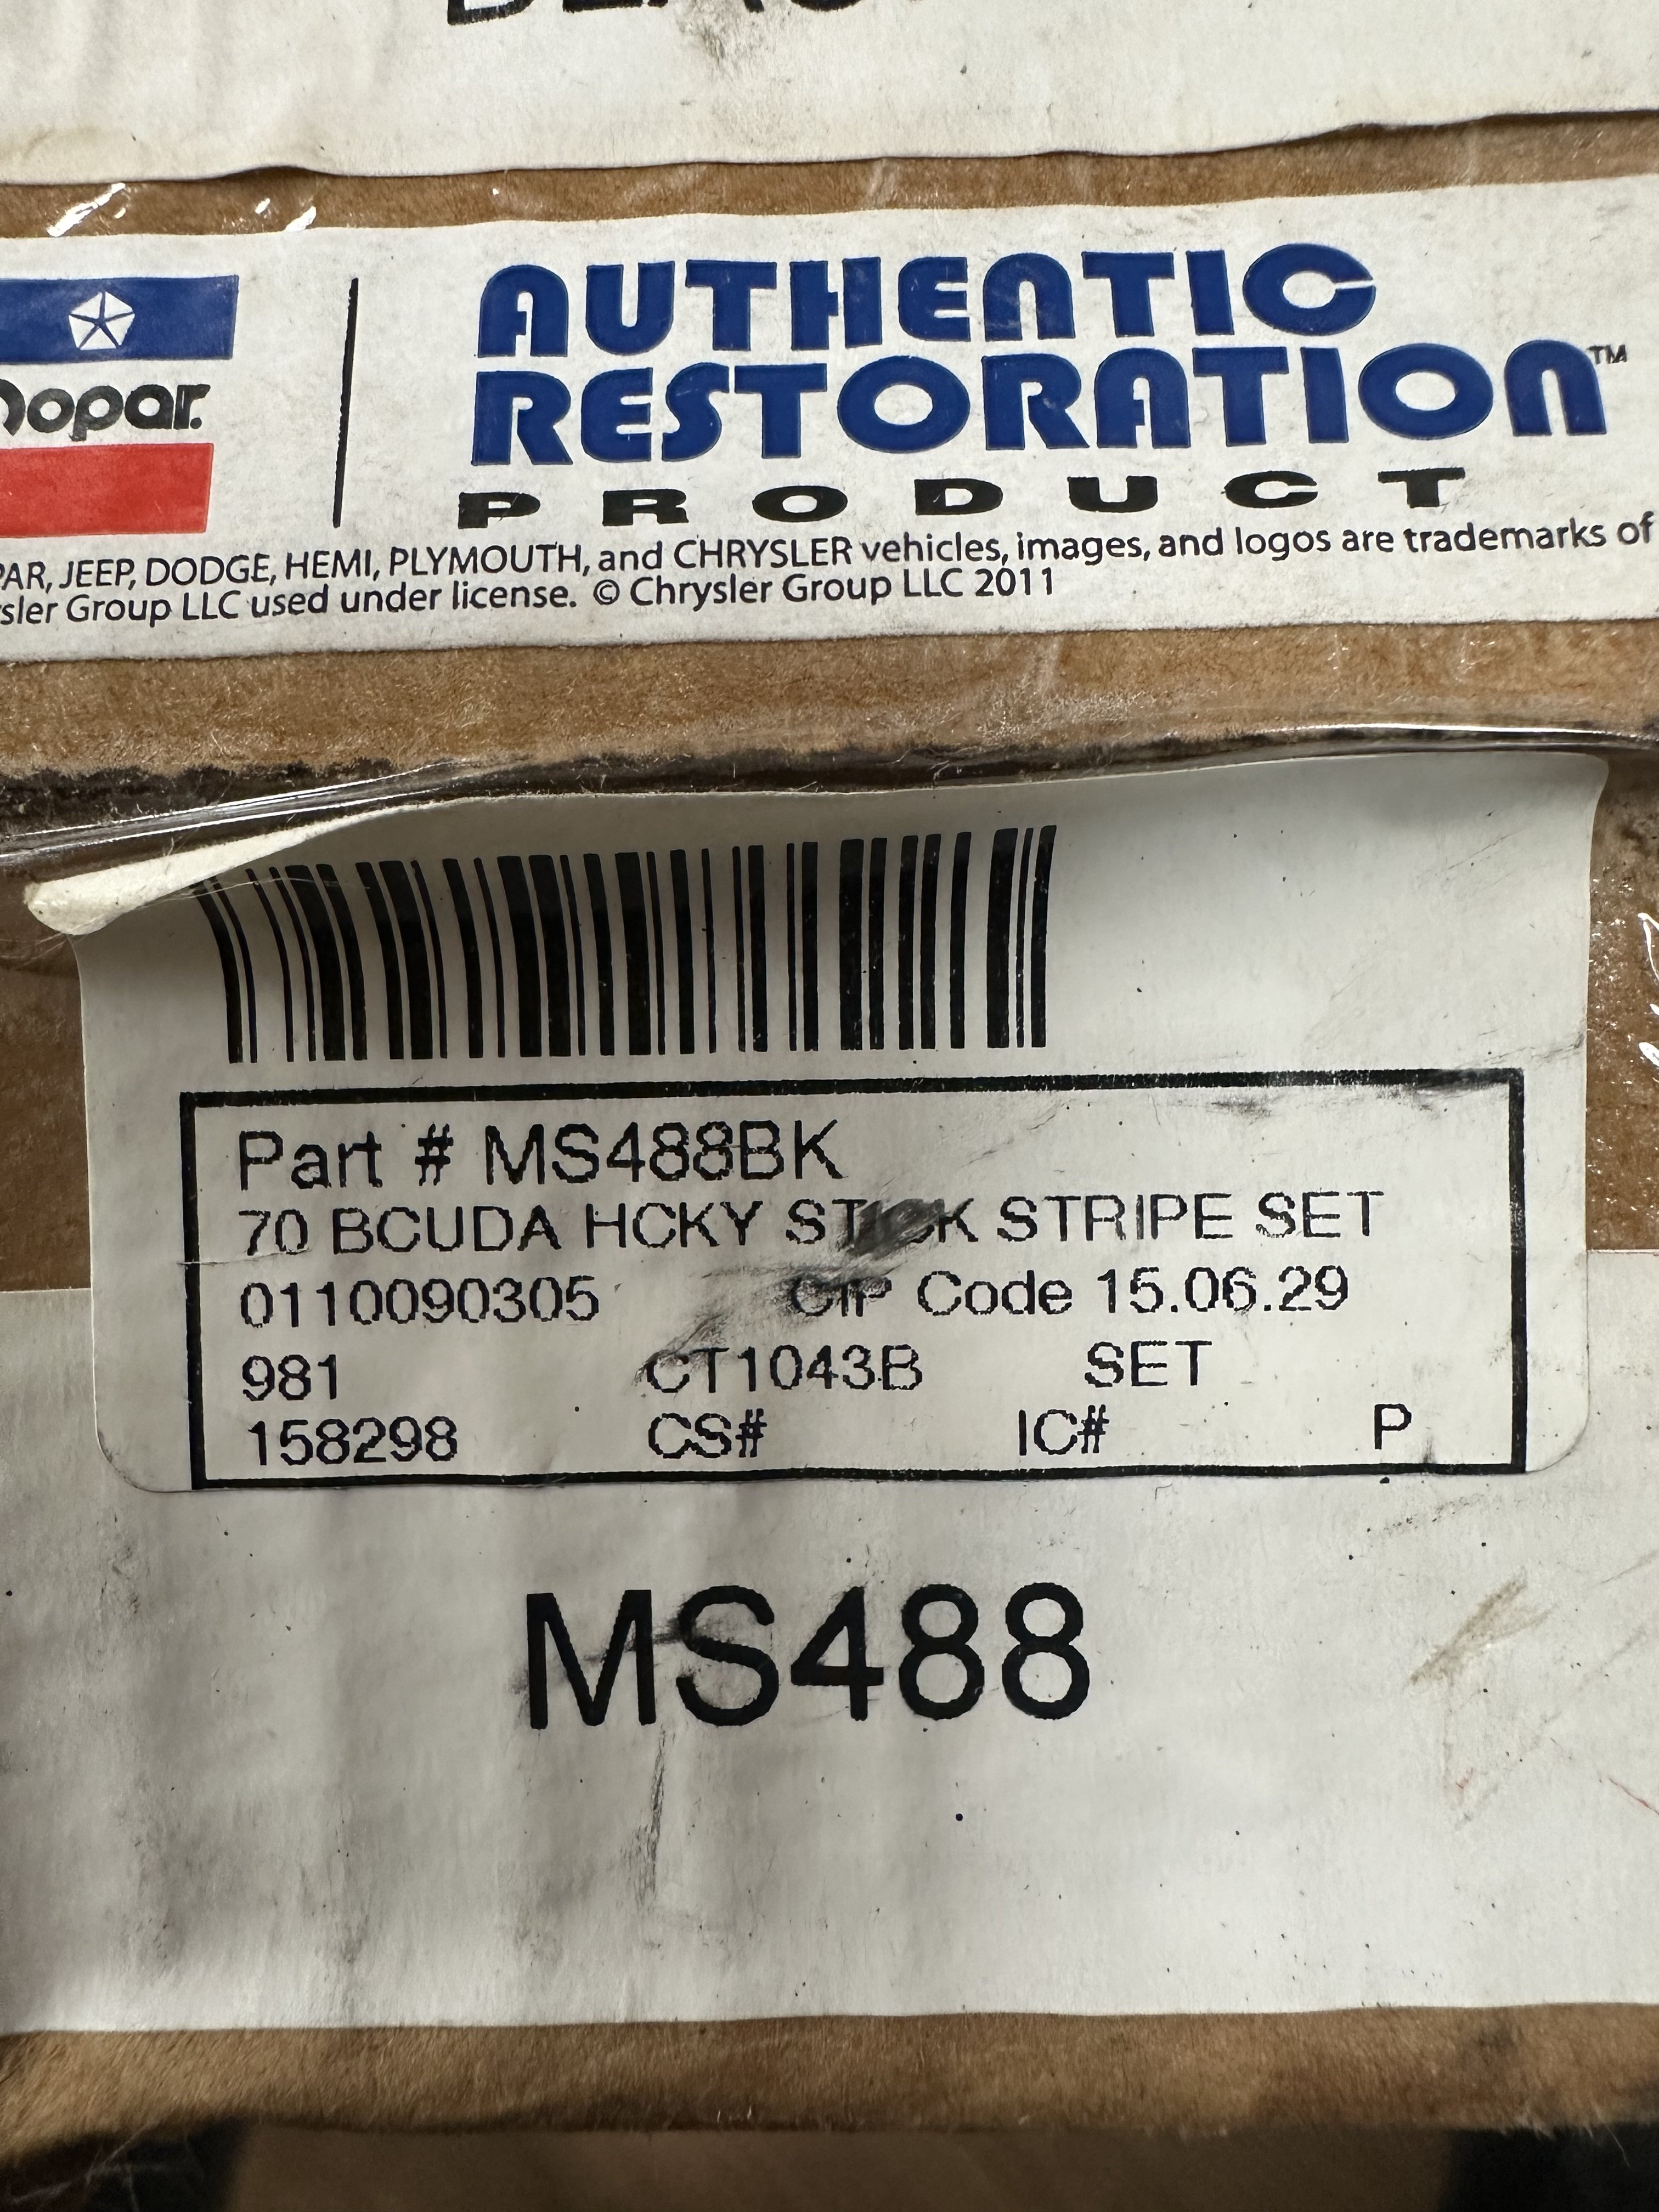 Mopar.
AUTHENTIC
RESTORATION™
PRODUCT
PAR, JEEP, DODGE, HEMI, PLYMOUTH, and CHRYSLER vehicles, images, and logos are trademarks of
sler Group LLC used under license. © Chrysler Group LLC 2011
Part # MS488BK
70 BCUDA HCKY STICK STRIPE SET
0110090305 Code 15.06.29
981 CT1043B SET
158298 CS# IC# P
MS488